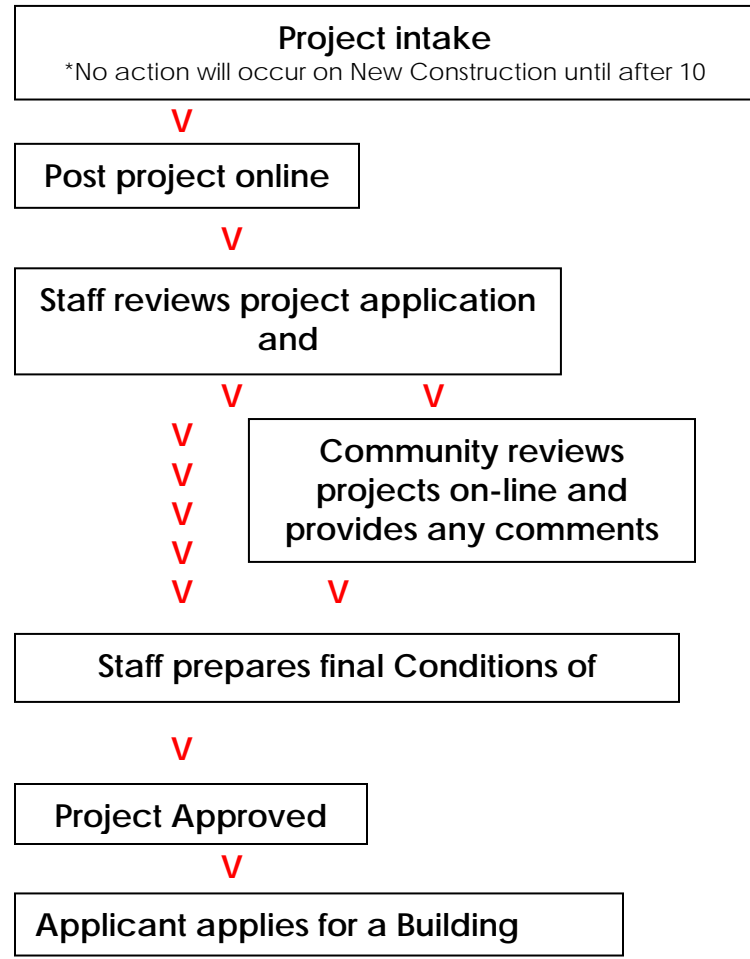 Project intake
*No action will occur on New Construction until after 10
V
Post project online
V
Staff reviews project application
and
V V
V
V
V
V
V V
Community reviews
projects on-line and
provides any comments
Staff prepares final Conditions of
V
Project Approved
V
Applicant applies for a Building